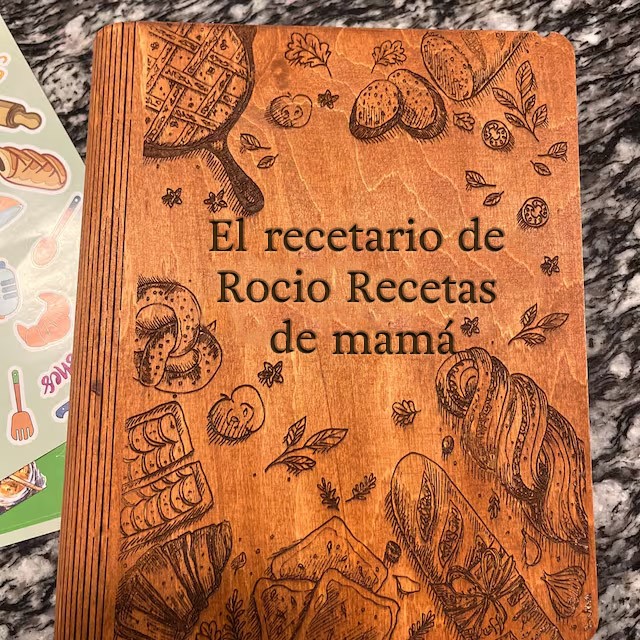 El recetario de
Rocio Recetas
de mamá